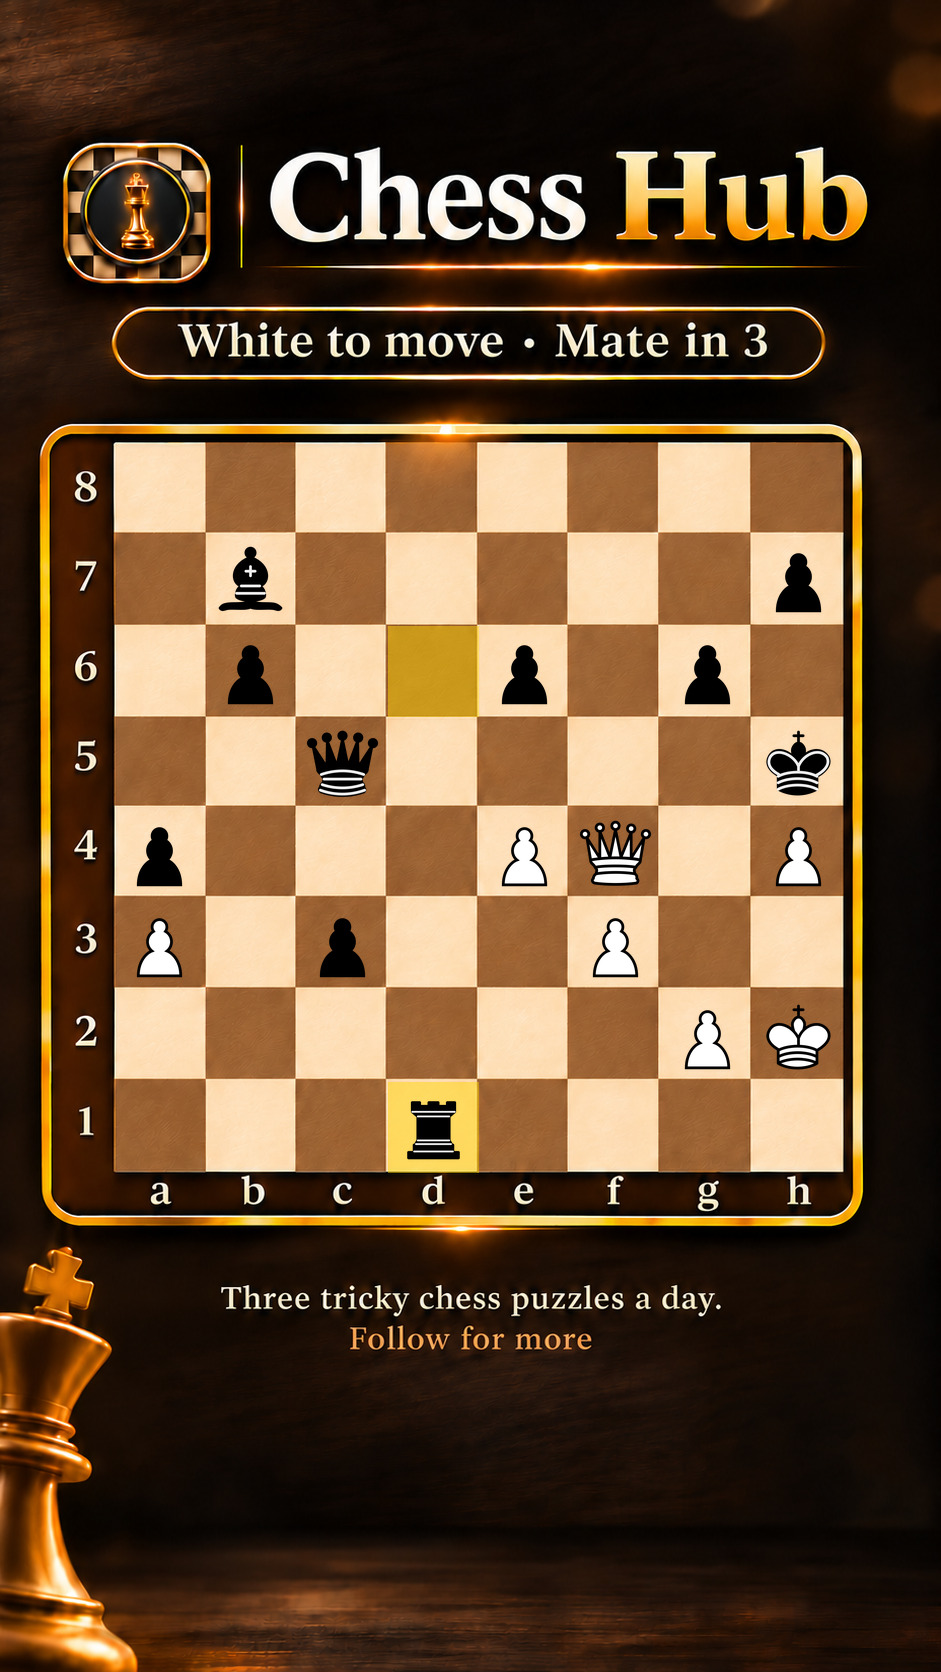 Chess Hub
White to move • Mate in 3
8
7
6
5
4
3
2
1
a b c d e f g h
Three tricky chess puzzles a day.
Follow for more